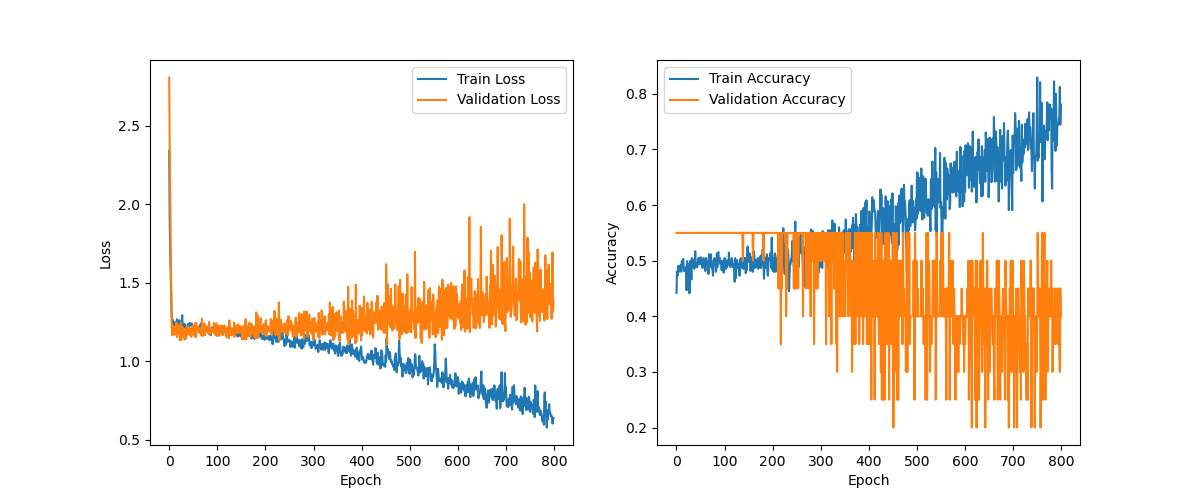 Train Loss
Validation Loss
2.5
2.0
1.5
1.0
0.5
Loss
0 100 200 300 400 500 600 700 800
Epoch
Train Accuracy
Validation Accuracy
0.8
0.7
0.6
0.5
0.4
0.3
0.2
Accuracy
0 100 200 300 400 500 600 700 800
Epoch